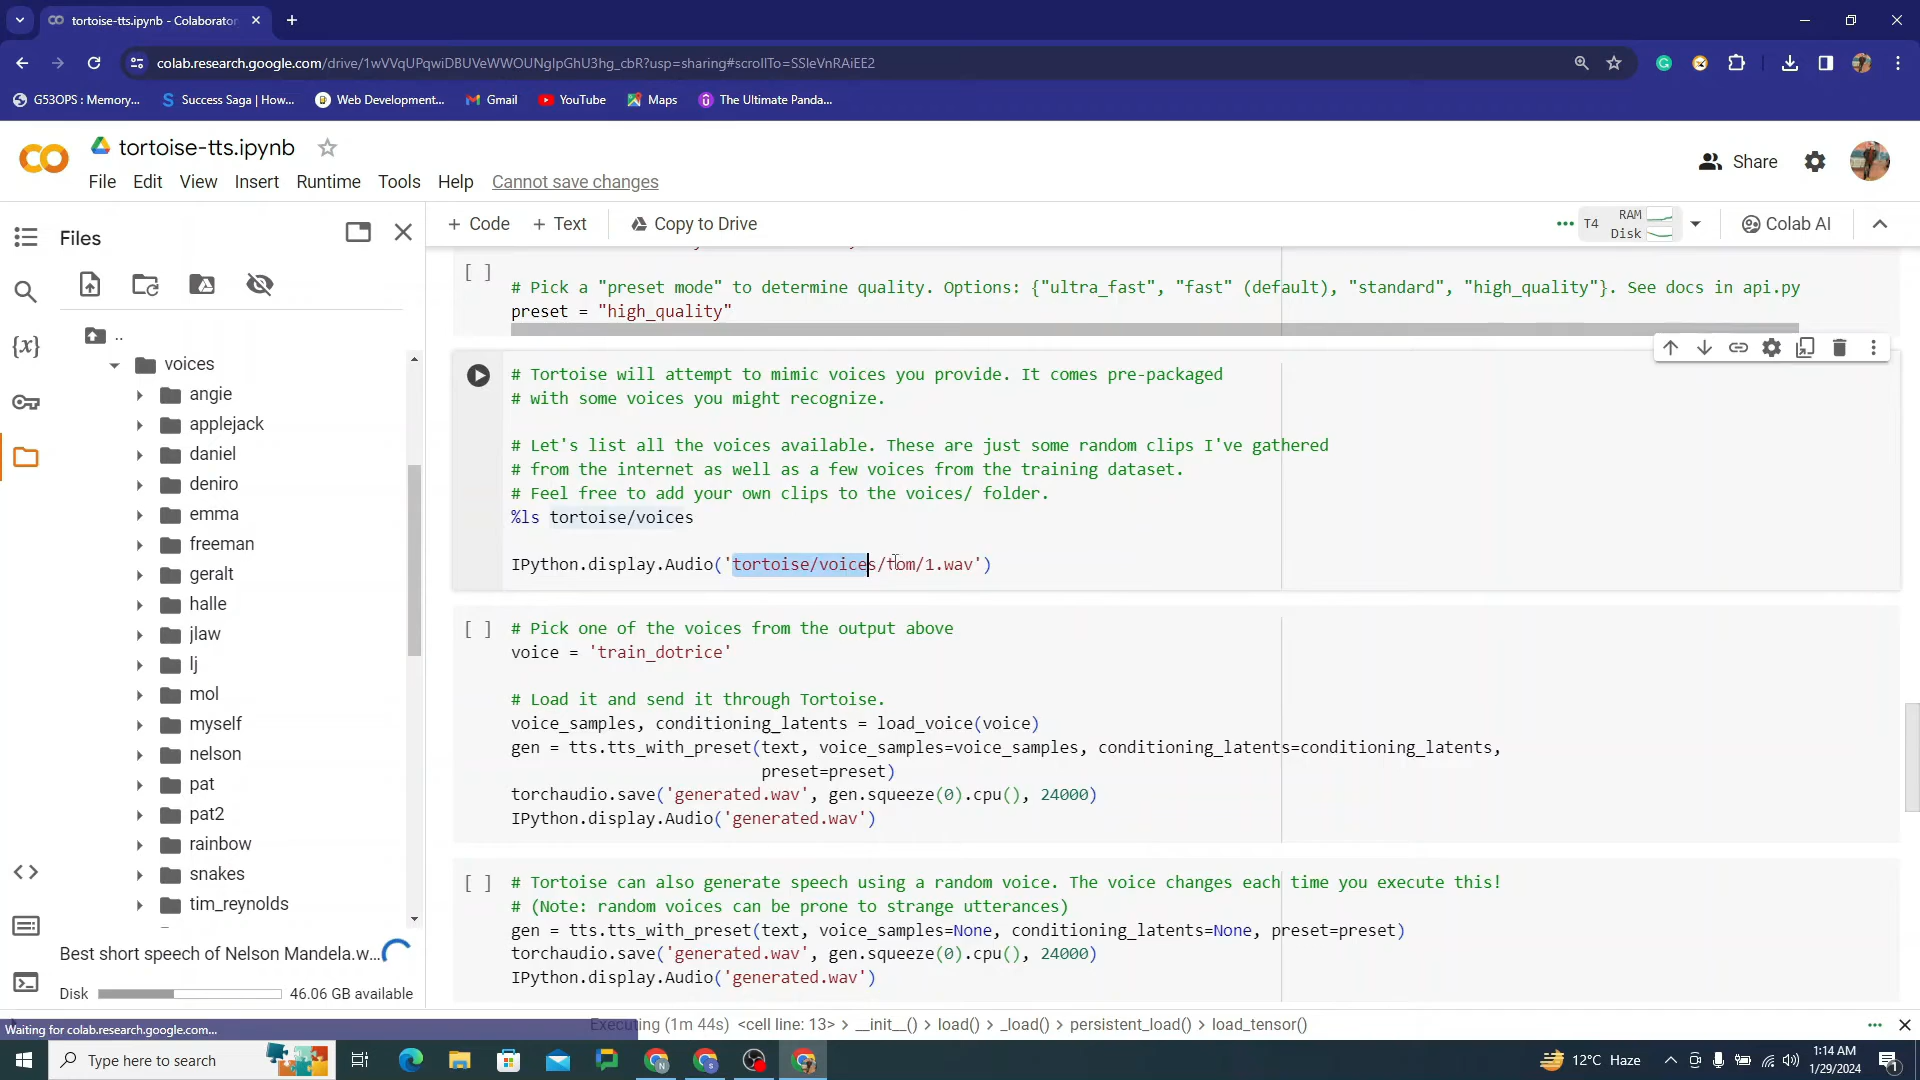 tortoise-tts.ipynb - Colaborator
colab.research.google.com/drive/1wVVqUPqwiDBUVeWWOUNglpGhU3hg_cbR?usp=sharing#scrollTo=SSleVnRAiEE2
G53OPS : Memory...
Success Saga | How...
Web Development...
Gmail
YouTube
Maps
The Ultimate Panda...
tortoise-tts.ipynb
File Edit View Insert Runtime Tools Help Cannot save changes
Share
Files
+ Code + Text
Copy to Drive
T4 RAM
Disk
Colab AI
..
voices
angie
applejack
daniel
deniro
emma
freeman
geralt
halle
jlaw
lj
mol
myself
nelson
pat
pat2
rainbow
snakes
tim_reynolds
Best short speech of Nelson Mandela.w...
Disk 46.06 GB available
[ ] # Pick a "preset mode" to determine quality. Options: {"ultra_fast", "fast" (default), "standard", "high_quality"}. See docs in api.py
preset = "high_quality"
# Tortoise will attempt to mimic voices you provide. It comes pre-packaged
# with some voices you might recognize.
# Let's list all the voices available. These are just some random clips I've gathered
# from the internet as well as a few voices from the training dataset.
# Feel free to add your own clips to the voices/ folder.
%ls tortoise/voices
IPython.display.Audio('tortoise/voices/tom/1.wav')
[ ] # Pick one of the voices from the output above
voice = 'train_dotrice'
# Load it and send it through Tortoise.
voice_samples, conditioning_latents = load_voice(voice)
gen = tts.tts_with_preset(text, voice_samples=voice_samples, conditioning_latents=conditioning_latents,
preset=preset)
torchaudio.save('generated.wav', gen.squeeze(0).cpu(), 24000)
IPython.display.Audio('generated.wav')
[ ] # Tortoise can also generate speech using a random voice. The voice changes each time you execute this!
# (Note: random voices can be prone to strange utterances)
gen = tts.tts_with_preset(text, voice_samples=None, conditioning_latents=None, preset=preset)
torchaudio.save('generated.wav', gen.squeeze(0).cpu(), 24000)
IPython.display.Audio('generated.wav')
Waiting for colab.research.google.com...
Executing (1m 44s) <cell line: 13> > __init__() > load() > _load() > persistent_load() > load_tensor()
Type here to search
12°C Haze
1:14 AM
1/29/2024